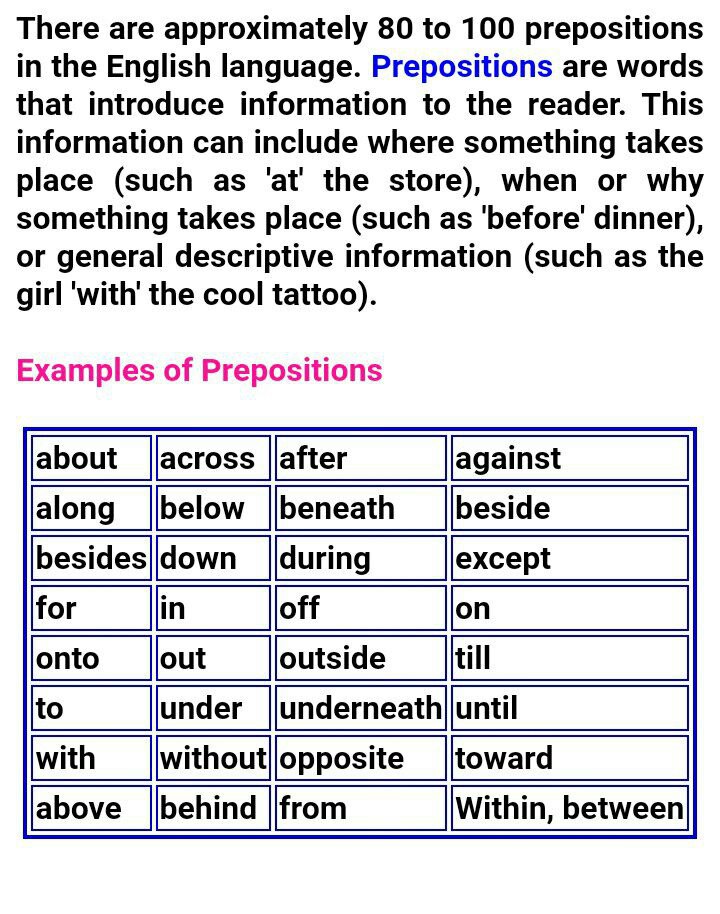 There are approximately 80 to 100 prepositions
in the English language. Prepositions are words
that introduce information to the reader. This
information can include where something takes
place (such as 'at' the store), when or why
something takes place (such as 'before' dinner),
or general descriptive information (such as the
girl 'with' the cool tattoo).
Examples of Prepositions
about across after against
along below beneath beside
besides down during except
for in off on
onto out outside till
to under underneath until
with without opposite toward
above behind from Within, between